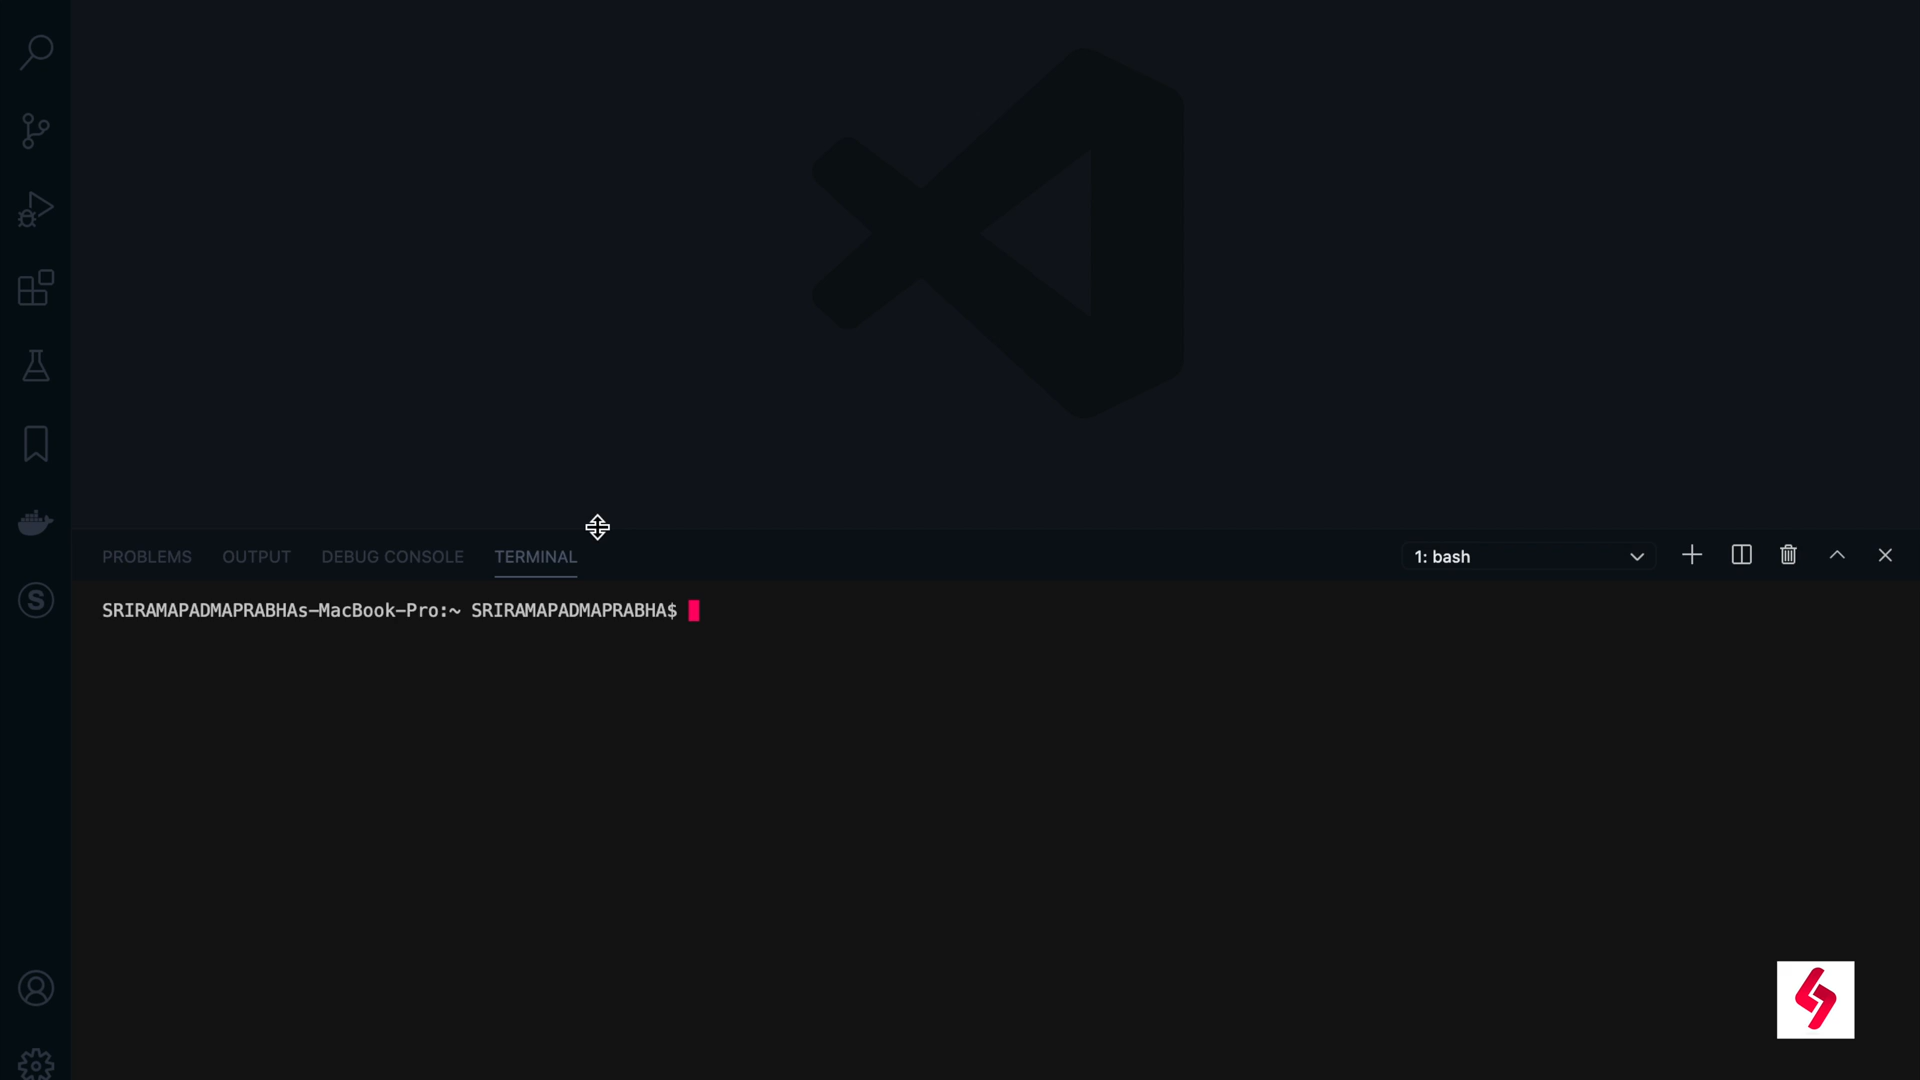 PROBLEMS OUTPUT DEBUG CONSOLE TERMINAL 1: bash
SRIRAMAPADMAPRABHAs-MacBook-Pro:~ SRIRAMAPADMAPRABHA$
S